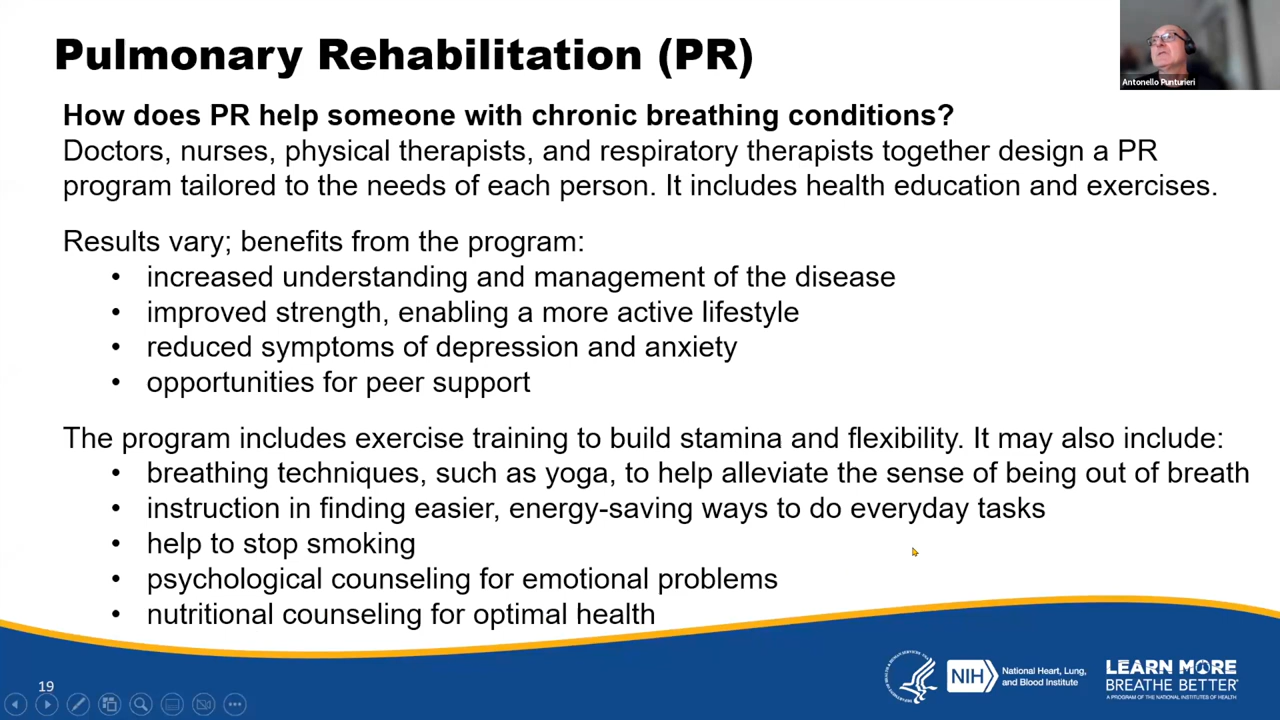 Pulmonary Rehabilitation (PR)
Antonello Punturieri
How does PR help someone with chronic breathing conditions?
Doctors, nurses, physical therapists, and respiratory therapists together design a PR
program tailored to the needs of each person. It includes health education and exercises.
Results vary; benefits from the program:
• increased understanding and management of the disease
• improved strength, enabling a more active lifestyle
• reduced symptoms of depression and anxiety
• opportunities for peer support
The program includes exercise training to build stamina and flexibility. It may also include:
• breathing techniques, such as yoga, to help alleviate the sense of being out of breath
• instruction in finding easier, energy-saving ways to do everyday tasks
• help to stop smoking
• psychological counseling for emotional problems
• nutritional counseling for optimal health
19
NIH
National Heart, Lung,
and Blood Institute
LEARN MORE
BREATHE BETTER®
A PROGRAM OF THE NATIONAL INSTITUTES OF HEALTH